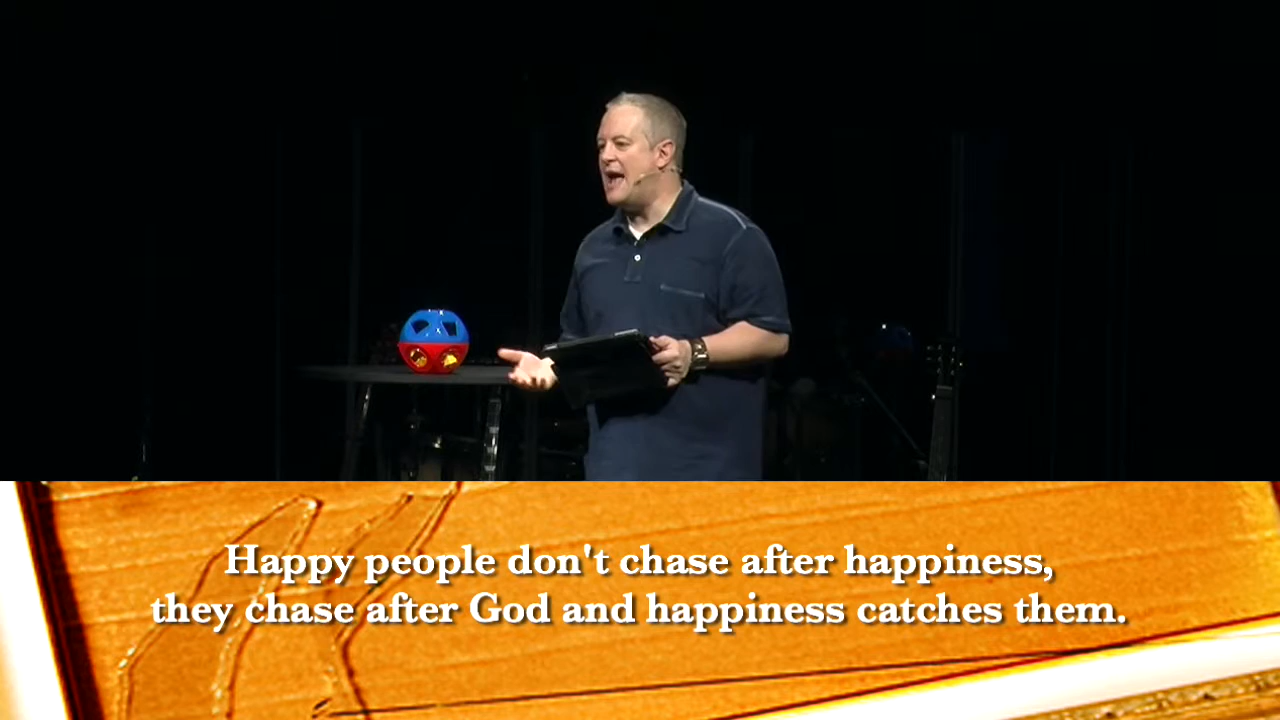 Happy people don't chase after happiness,
they chase after God and happiness catches them.